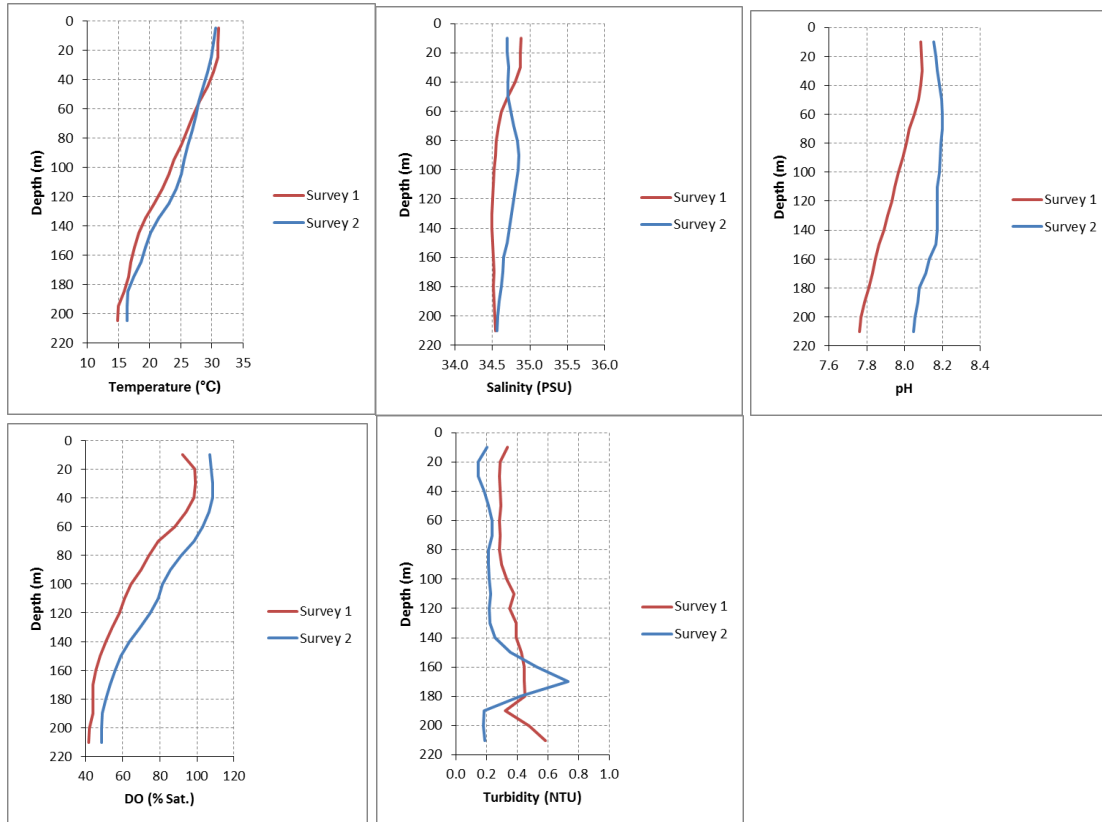 0
20
40
60
80
100
120
140
160
180
200
220
Depth (m)
10 15 20 25 30 35
Temperature (°C)
Survey 1
Survey 2
0
20
40
60
80
100
120
140
160
180
200
220
Depth (m)
34.0 34.5 35.0 35.5 36.0
Salinity (PSU)
Survey 1
Survey 2
0
20
40
60
80
100
120
140
160
180
200
220
Depth (m)
7.6 7.8 8.0 8.2 8.4
pH
Survey 1
Survey 2
0
20
40
60
80
100
120
140
160
180
200
220
Depth (m)
40 60 80 100 120
DO (% Sat.)
Survey 1
Survey 2
0
20
40
60
80
100
120
140
160
180
200
220
Depth (m)
0.0 0.2 0.4 0.6 0.8 1.0
Turbidity (NTU)
Survey 1
Survey 2